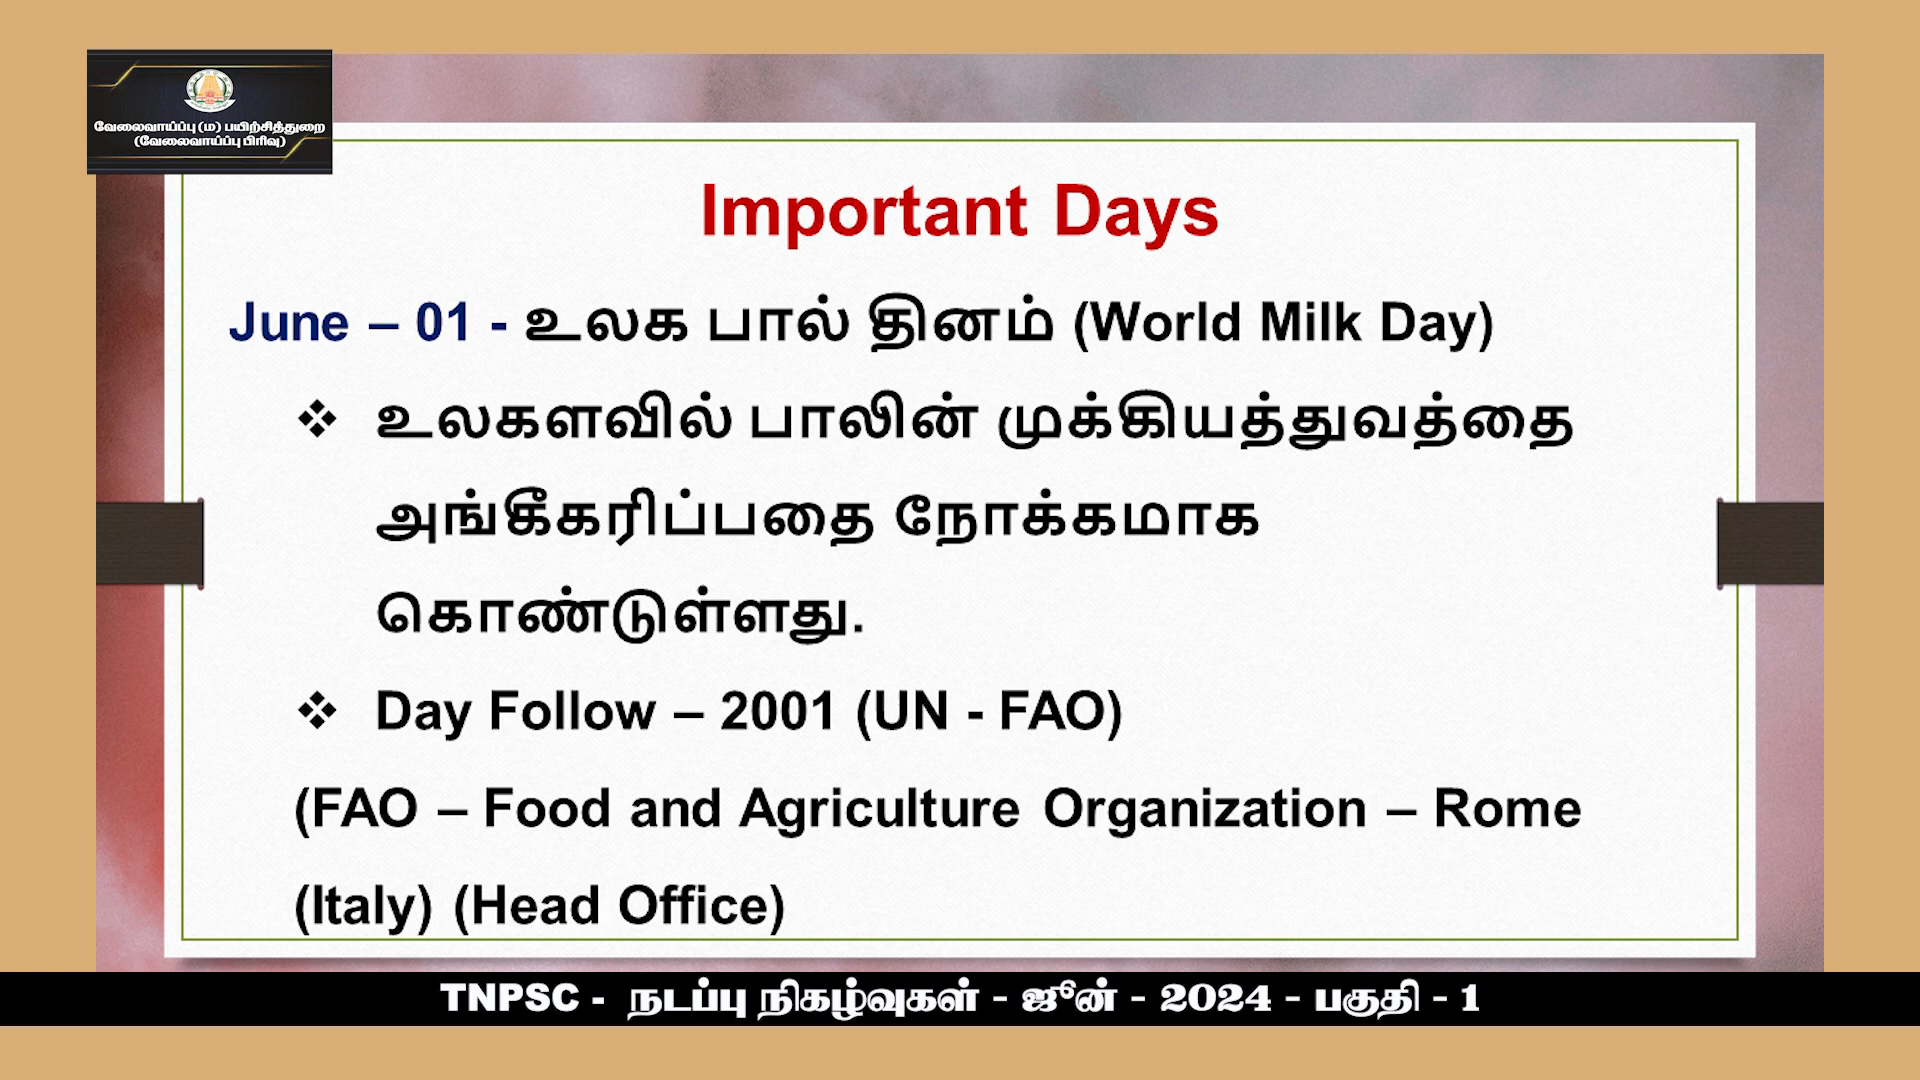 வேலைவாய்ப்பு (ம) பயிற்சித்துறை
(வேலைவாய்ப்பு பிரிவு)
Important Days
June – 01 - உலக பால் தினம் (World Milk Day)
❖ உலகளவில் பாலின் முக்கியத்துவத்தை
அங்கீகரிப்பதை நோக்கமாக
கொண்டுள்ளது.
❖ Day Follow – 2001 (UN - FAO)
(FAO – Food and Agriculture Organization – Rome
(Italy) (Head Office)
TNPSC - நடப்பு நிகழ்வுகள் - ஜூன் - 2024 - பகுதி - 1